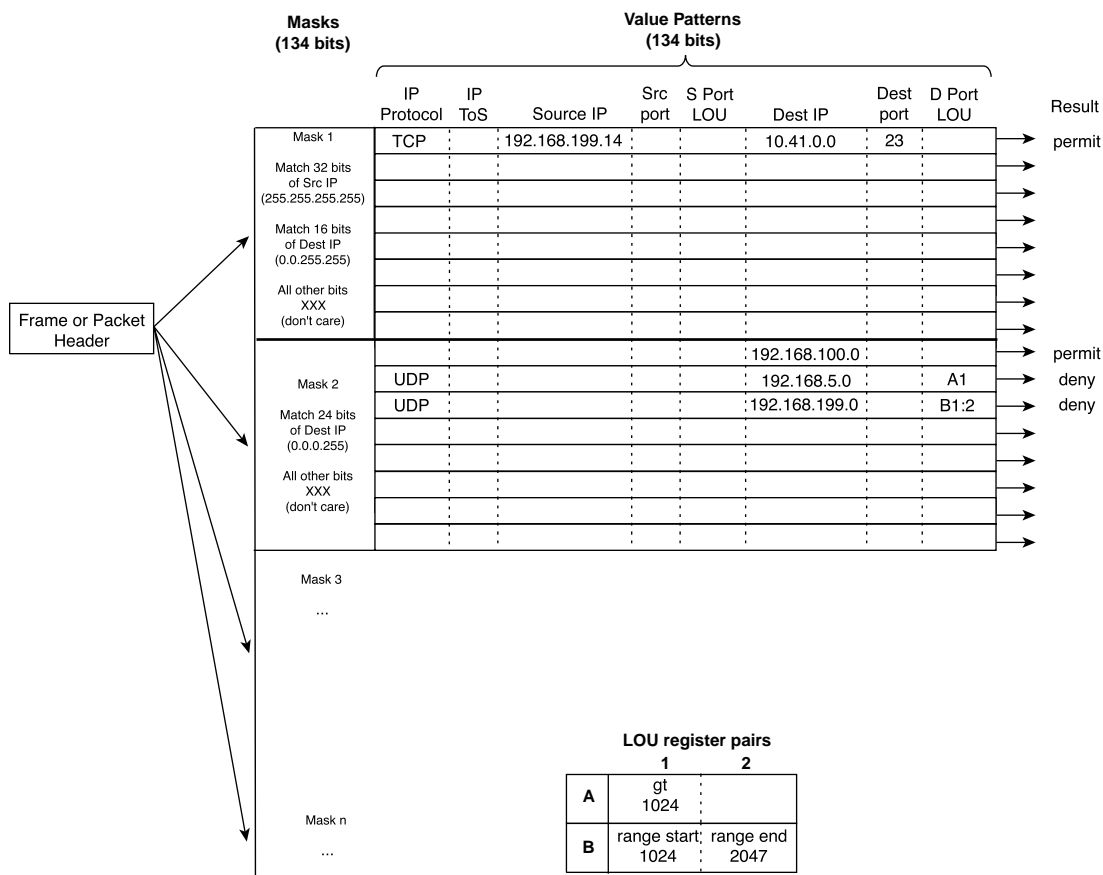 Masks
(134 bits)
Value Patterns
(134 bits)
IP
Protocol
IP
ToS
Source IP
Src
port
S Port
LOU
Dest IP
Dest
port
D Port
LOU
Result
Mask 1
Match 32 bits
of Src IP
(255.255.255.255)
Match 16 bits
of Dest IP
(0.0.255.255)
All other bits
XXX
(don't care)
TCP 192.168.199.14 10.41.0.0 23 permit
Frame or Packet
Header
192.168.100.0 permit
Mask 2
Match 24 bits
of Dest IP
(0.0.0.255)
All other bits
XXX
(don't care)
UDP 192.168.5.0 A1 deny
UDP 192.168.199.0 B1:2 deny
Mask 3
...
Mask n
...
LOU register pairs
1 2
A
gt
1024
B
range start
1024
range end
2047